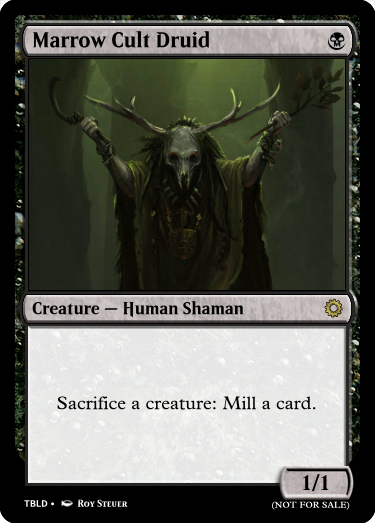 Marrow Cult Druid
Creature — Human Shaman
Sacrifice a creature: Mill a card.
1/1
TBLD • Roy Steuer
(NOT FOR SALE)